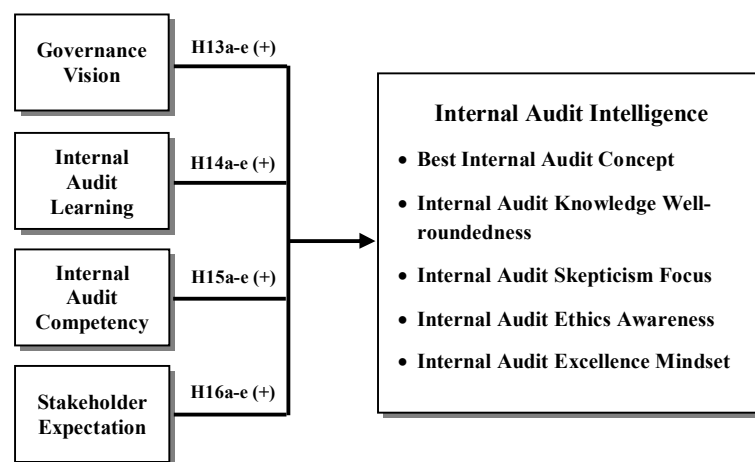 Governance
Vision
H13a-e (+)
Internal
Audit
Learning
H14a-e (+)
Internal
Audit
Competency
H15a-e (+)
Stakeholder
Expectation
H16a-e (+)
Internal Audit Intelligence
• Best Internal Audit Concept
• Internal Audit Knowledge Well-
roundedness
• Internal Audit Skepticism Focus
• Internal Audit Ethics Awareness
• Internal Audit Excellence Mindset